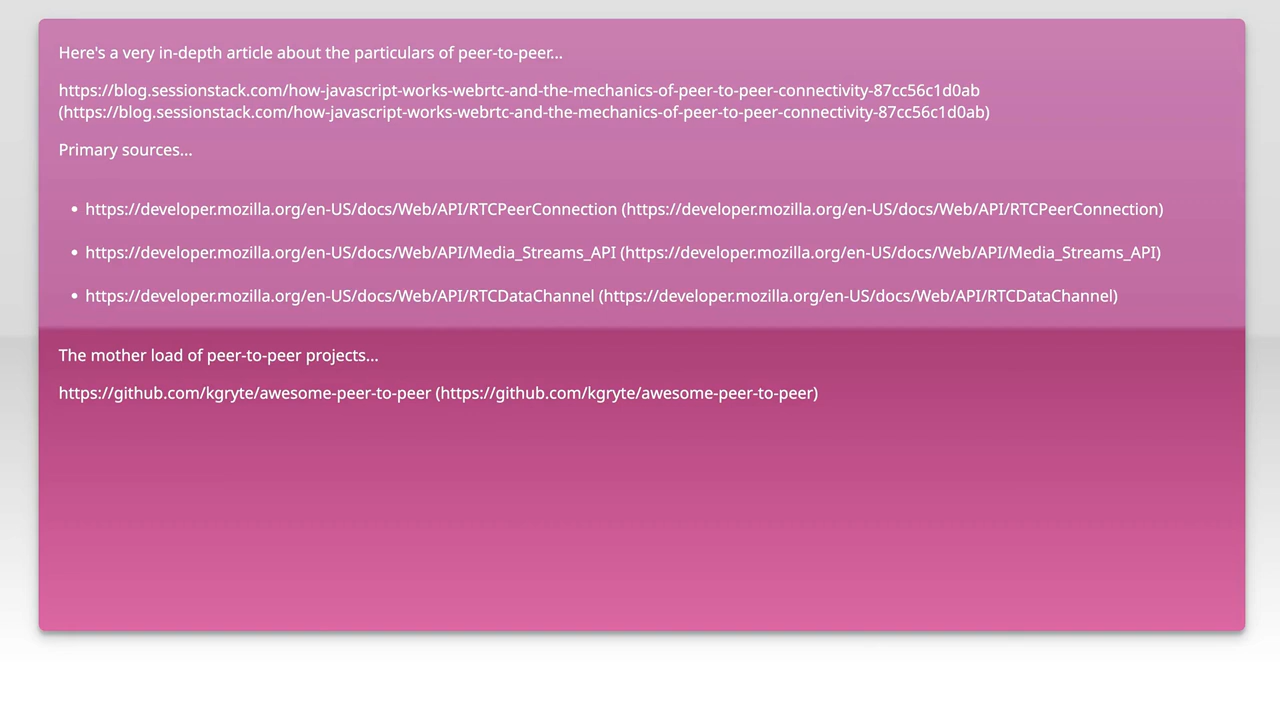 Here's a very in-depth article about the particulars of peer-to-peer...
https://blog.sessionstack.com/how-javascript-works-webrtc-and-the-mechanics-of-peer-to-peer-connectivity-87cc56c1d0ab
(https://blog.sessionstack.com/how-javascript-works-webrtc-and-the-mechanics-of-peer-to-peer-connectivity-87cc56c1d0ab)
Primary sources...
• https://developer.mozilla.org/en-US/docs/Web/API/RTCPeerConnection (https://developer.mozilla.org/en-US/docs/Web/API/RTCPeerConnection)
• https://developer.mozilla.org/en-US/docs/Web/API/Media_Streams_API (https://developer.mozilla.org/en-US/docs/Web/API/Media_Streams_API)
• https://developer.mozilla.org/en-US/docs/Web/API/RTCDataChannel (https://developer.mozilla.org/en-US/docs/Web/API/RTCDataChannel)
The mother load of peer-to-peer projects...
https://github.com/kgryte/awesome-peer-to-peer (https://github.com/kgryte/awesome-peer-to-peer)